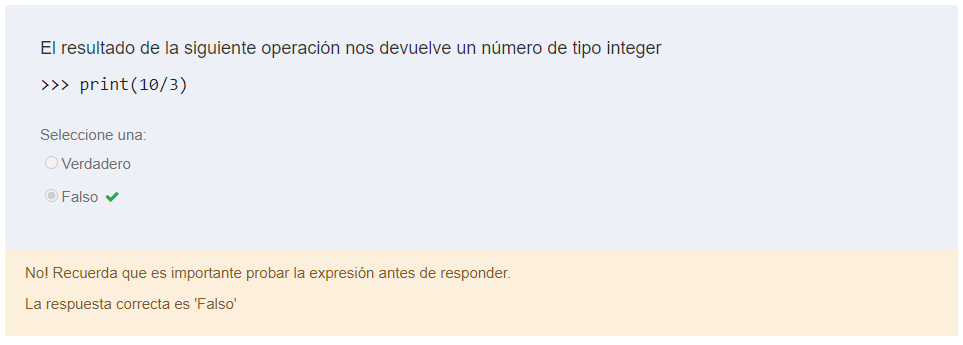 El resultado de la siguiente operación nos devuelve un número de tipo integer
>>> print(10/3)
Seleccione una:
Verdadero
Falso
No! Recuerda que es importante probar la expresión antes de responder.
La respuesta correcta es 'Falso'